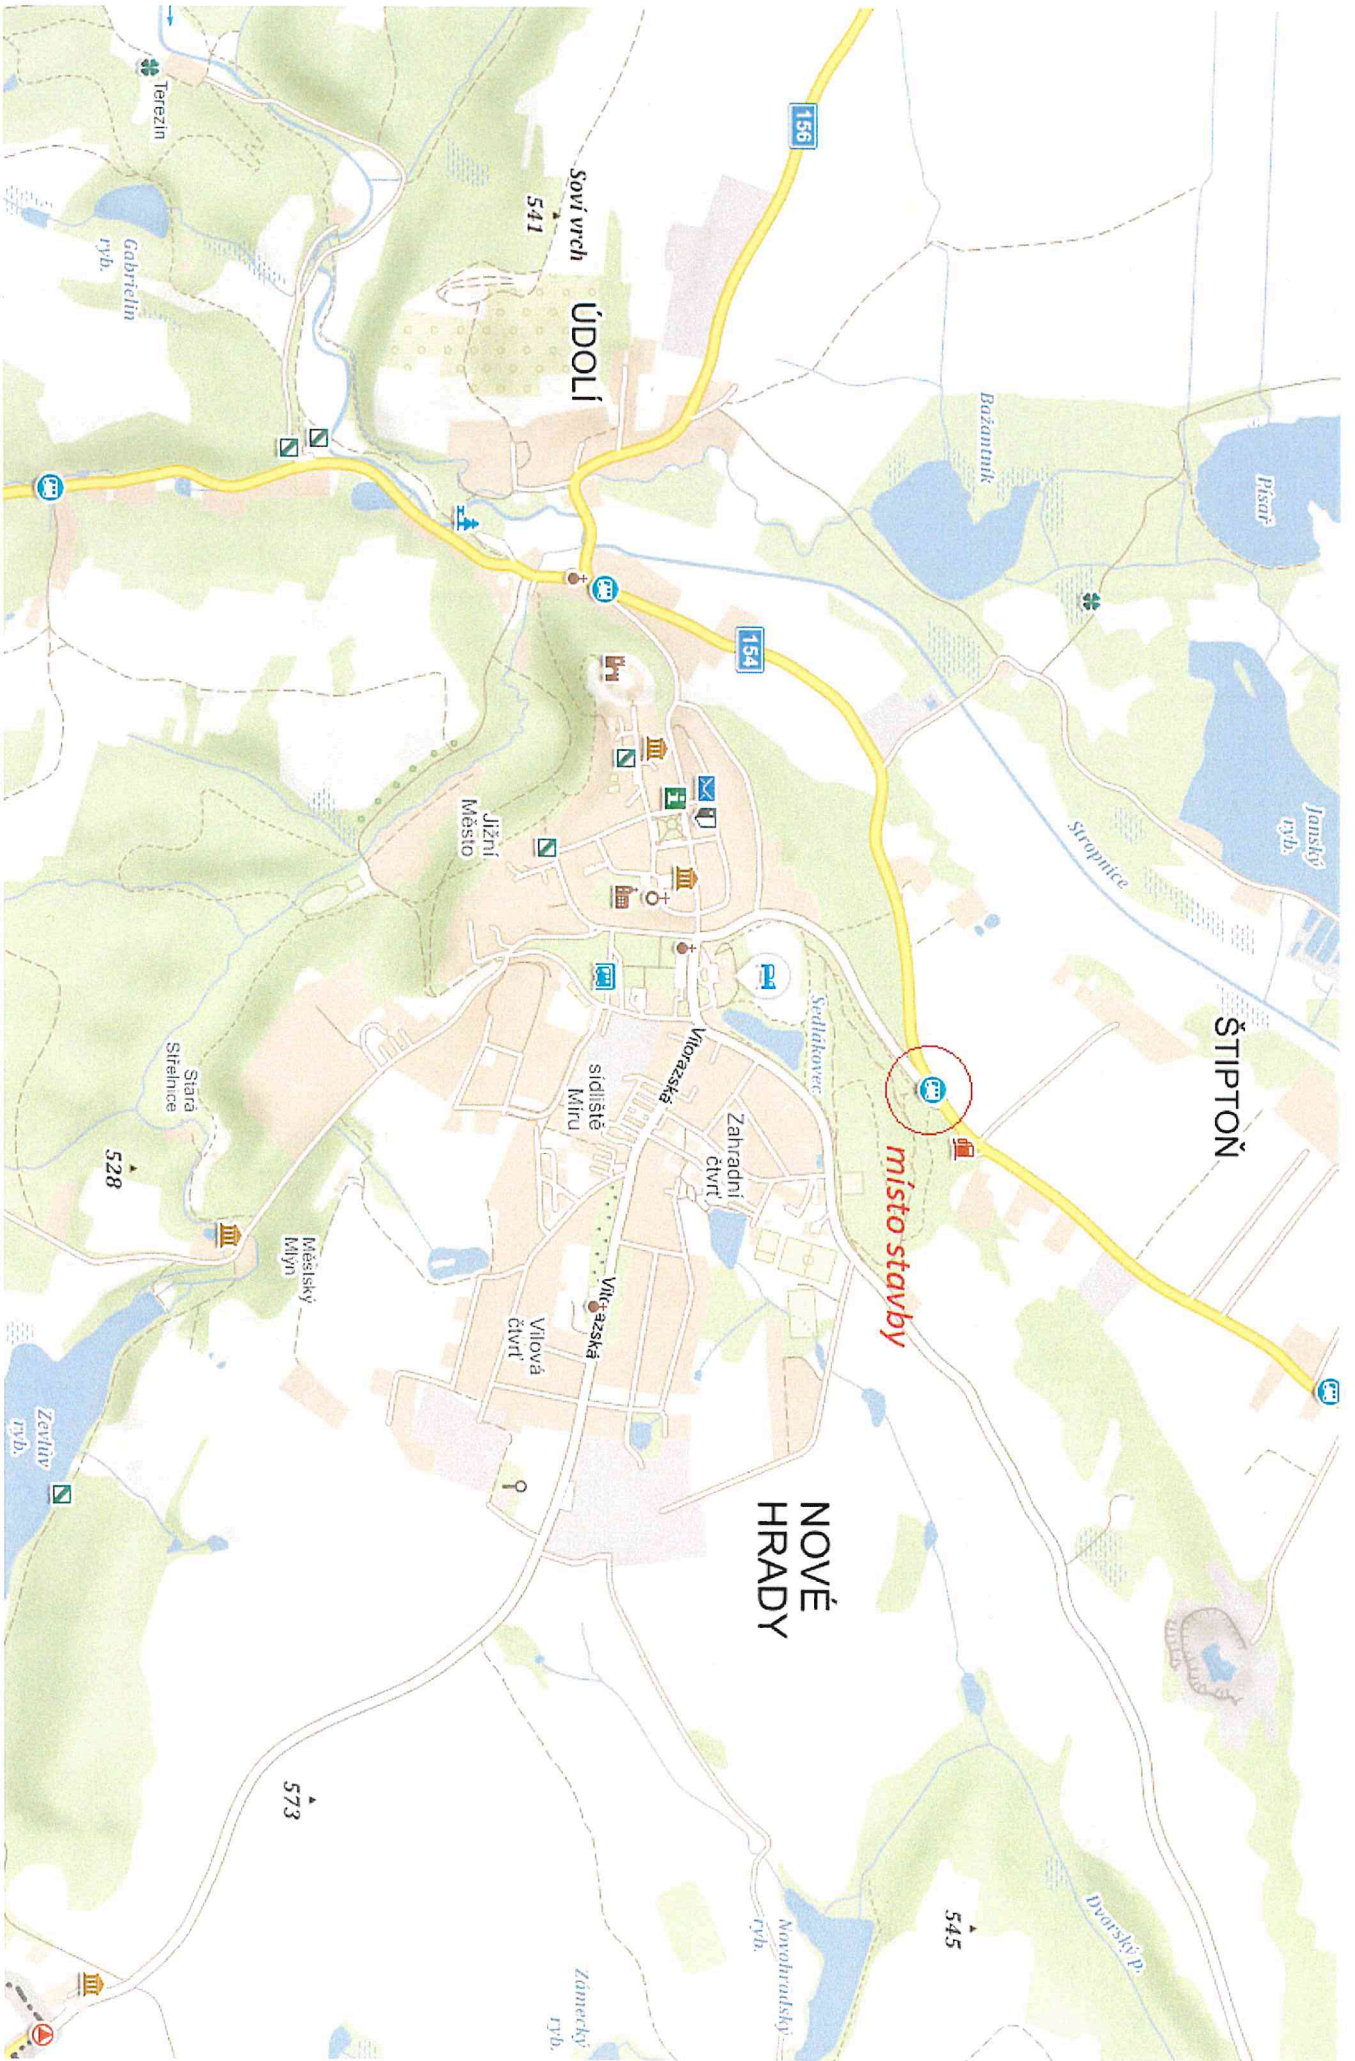 156
Soví vrch
541
ÚDOLÍ
Terezín
Gabrielin
ryb.
Bažantník
Písař
Janský
ryb.
Stropnice
154
ŠTIPTOŇ
Jižní
Město
Sedlákovec
Vitorazská
sídliště
Míru
Zahradní
čtvrť
místo stavby
Stará
Střelnice
528
Městský
Mlýn
Vilová
čtvrť
Zevlův
ryb.
NOVÉ
HRADY
573
545
Dvorský p.
Novohradský
ryb.
Zámecký
ryb.